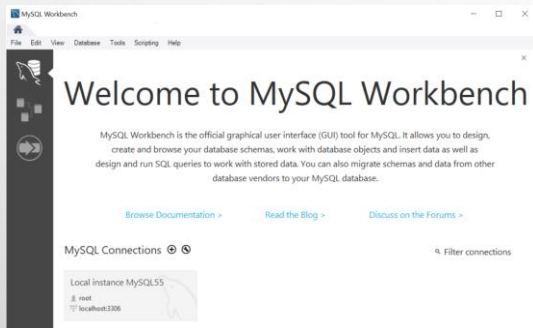 MySQL Workbench
File Edit View Database Tools Scripting Help
Welcome to MySQL Workbench
MySQL Workbench is the official graphical user interface (GUI) tool for MySQL. It allows you to design,
create and browse your database schemas, work with database objects and insert data as well as
design and run SQL queries to work with stored data. You can also migrate schemas and data from other
database vendors to your MySQL database.
Browse Documentation > Read the Blog > Discuss on the Forums >
MySQL Connections Filter connections
Local instance MySQL55
root
localhost:3306